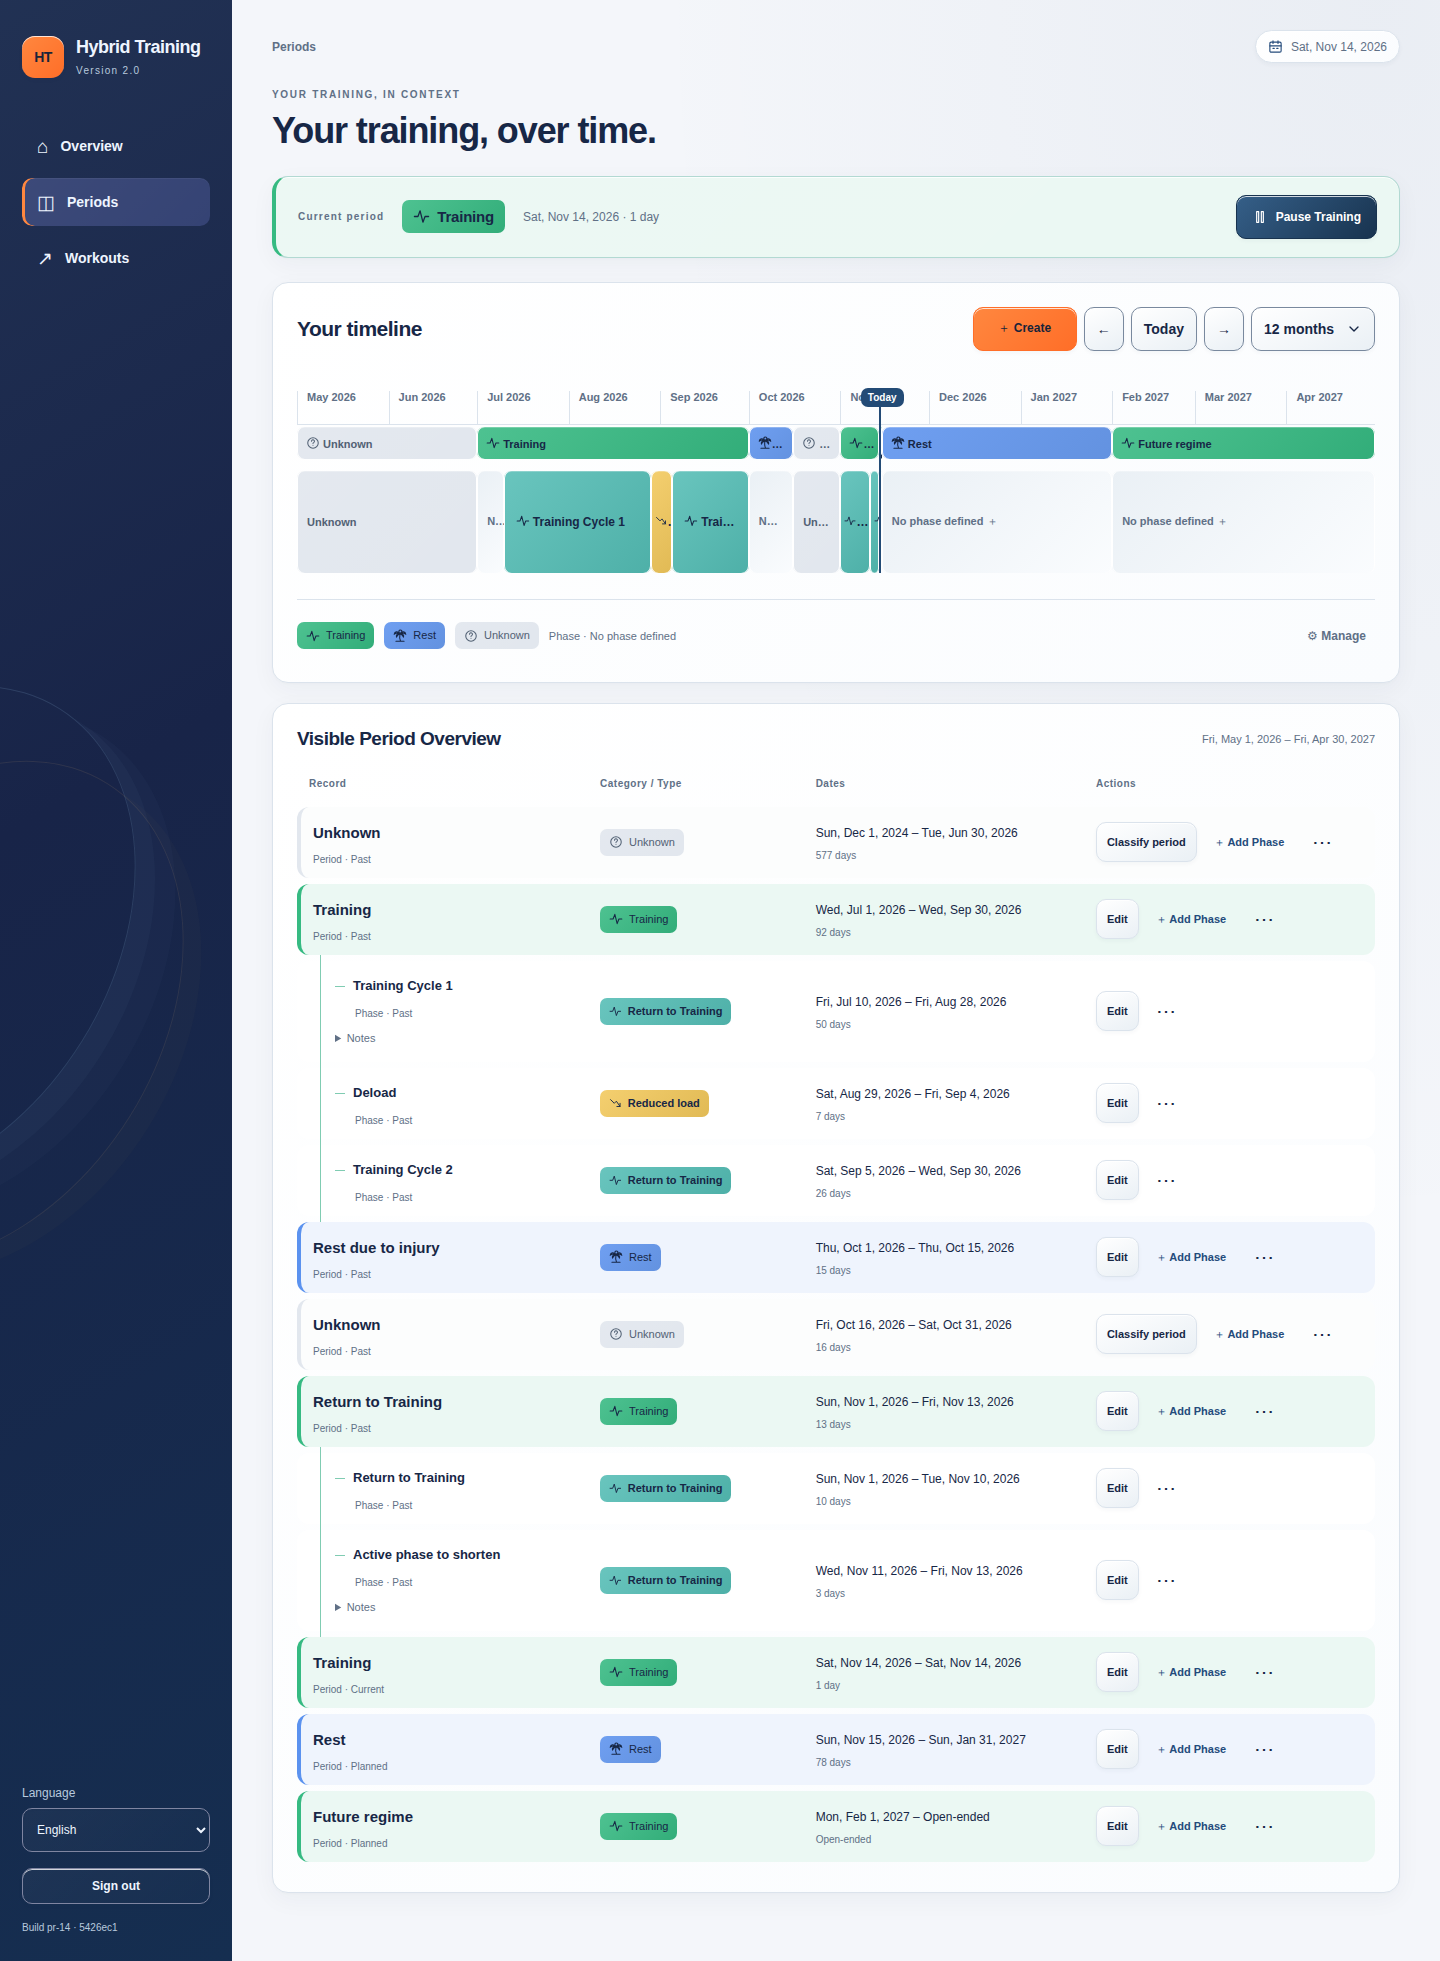 HT
Hybrid Training
Version 2.0
Overview
Periods
Workouts
Language
English
Sign out
Build pr-14 · 5426ec1
Periods
Sat, Nov 14, 2026
YOUR TRAINING, IN CONTEXT
Your training, over time.
Current period
Training
Sat, Nov 14, 2026 · 1 day
Pause Training
Your timeline
+ Create
←
Today
→
12 months
May 2026
Jun 2026
Jul 2026
Aug 2026
Sep 2026
Oct 2026
No
Today
Dec 2026
Jan 2027
Feb 2027
Mar 2027
Apr 2027
Unknown
Training
...
...
...
Rest
Future regime
Unknown
N...
Training Cycle 1
Trai...
N...
Un...
...
No phase defined +
No phase defined +
Training
Rest
Unknown
Phase · No phase defined
⚙ Manage
Visible Period Overview
Fri, May 1, 2026 – Fri, Apr 30, 2027
Record Category / Type Dates Actions
Unknown
Period · Past
Unknown
Sun, Dec 1, 2024 – Tue, Jun 30, 2026
577 days
Classify period + Add Phase ···
Training
Period · Past
Training
Wed, Jul 1, 2026 – Wed, Sep 30, 2026
92 days
Edit + Add Phase ···
— Training Cycle 1
Phase · Past
▶ Notes
Return to Training
Fri, Jul 10, 2026 – Fri, Aug 28, 2026
50 days
Edit ···
— Deload
Phase · Past
Reduced load
Sat, Aug 29, 2026 – Fri, Sep 4, 2026
7 days
Edit ···
— Training Cycle 2
Phase · Past
Return to Training
Sat, Sep 5, 2026 – Wed, Sep 30, 2026
26 days
Edit ···
Rest due to injury
Period · Past
Rest
Thu, Oct 1, 2026 – Thu, Oct 15, 2026
15 days
Edit + Add Phase ···
Unknown
Period · Past
Unknown
Fri, Oct 16, 2026 – Sat, Oct 31, 2026
16 days
Classify period + Add Phase ···
Return to Training
Period · Past
Training
Sun, Nov 1, 2026 – Fri, Nov 13, 2026
13 days
Edit + Add Phase ···
— Return to Training
Phase · Past
Return to Training
Sun, Nov 1, 2026 – Tue, Nov 10, 2026
10 days
Edit ···
— Active phase to shorten
Phase · Past
▶ Notes
Return to Training
Wed, Nov 11, 2026 – Fri, Nov 13, 2026
3 days
Edit ···
Training
Period · Current
Training
Sat, Nov 14, 2026 – Sat, Nov 14, 2026
1 day
Edit + Add Phase ···
Rest
Period · Planned
Rest
Sun, Nov 15, 2026 – Sun, Jan 31, 2027
78 days
Edit + Add Phase ···
Future regime
Period · Planned
Training
Mon, Feb 1, 2027 – Open-ended
Open-ended
Edit + Add Phase ···